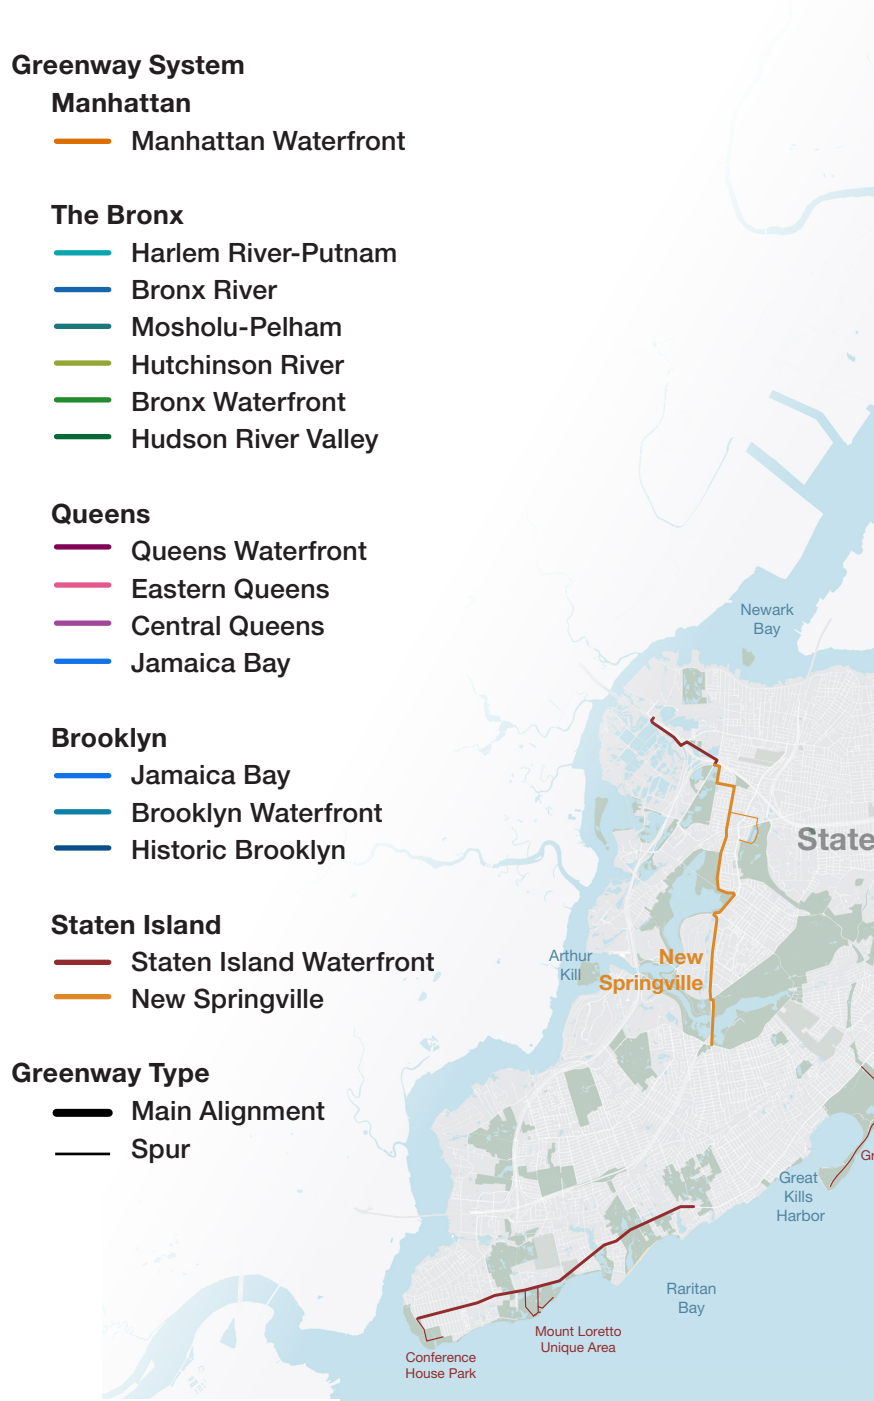 Greenway System
Manhattan
Manhattan Waterfront
The Bronx
Harlem River-Putnam
Bronx River
Mosholu-Pelham
Hutchinson River
Bronx Waterfront
Hudson River Valley
Queens
Queens Waterfront
Eastern Queens
Central Queens
Jamaica Bay
Brooklyn
Jamaica Bay
Brooklyn Waterfront
Historic Brooklyn
Staten Island
Staten Island Waterfront
New Springville
Greenway Type
Main Alignment
Spur
Newark
Bay
State
Arthur
Kill
New
Springville
Gr
Great
Kills
Harbor
Raritan
Bay
Mount Loretto
Unique Area
Conference
House Park